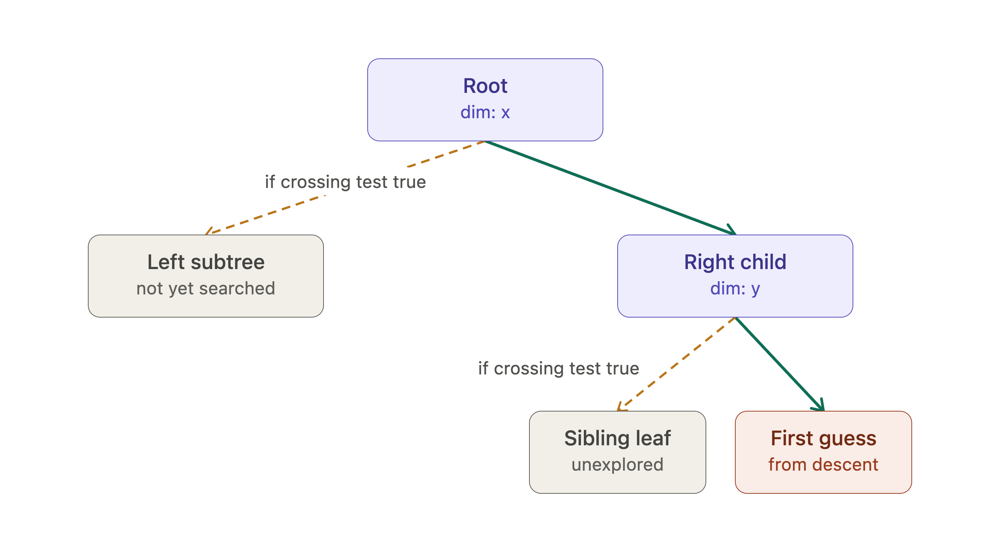 Root
dim: x
if crossing test true
Left subtree
not yet searched
Right child
dim: y
if crossing test true
Sibling leaf
unexplored
First guess
from descent